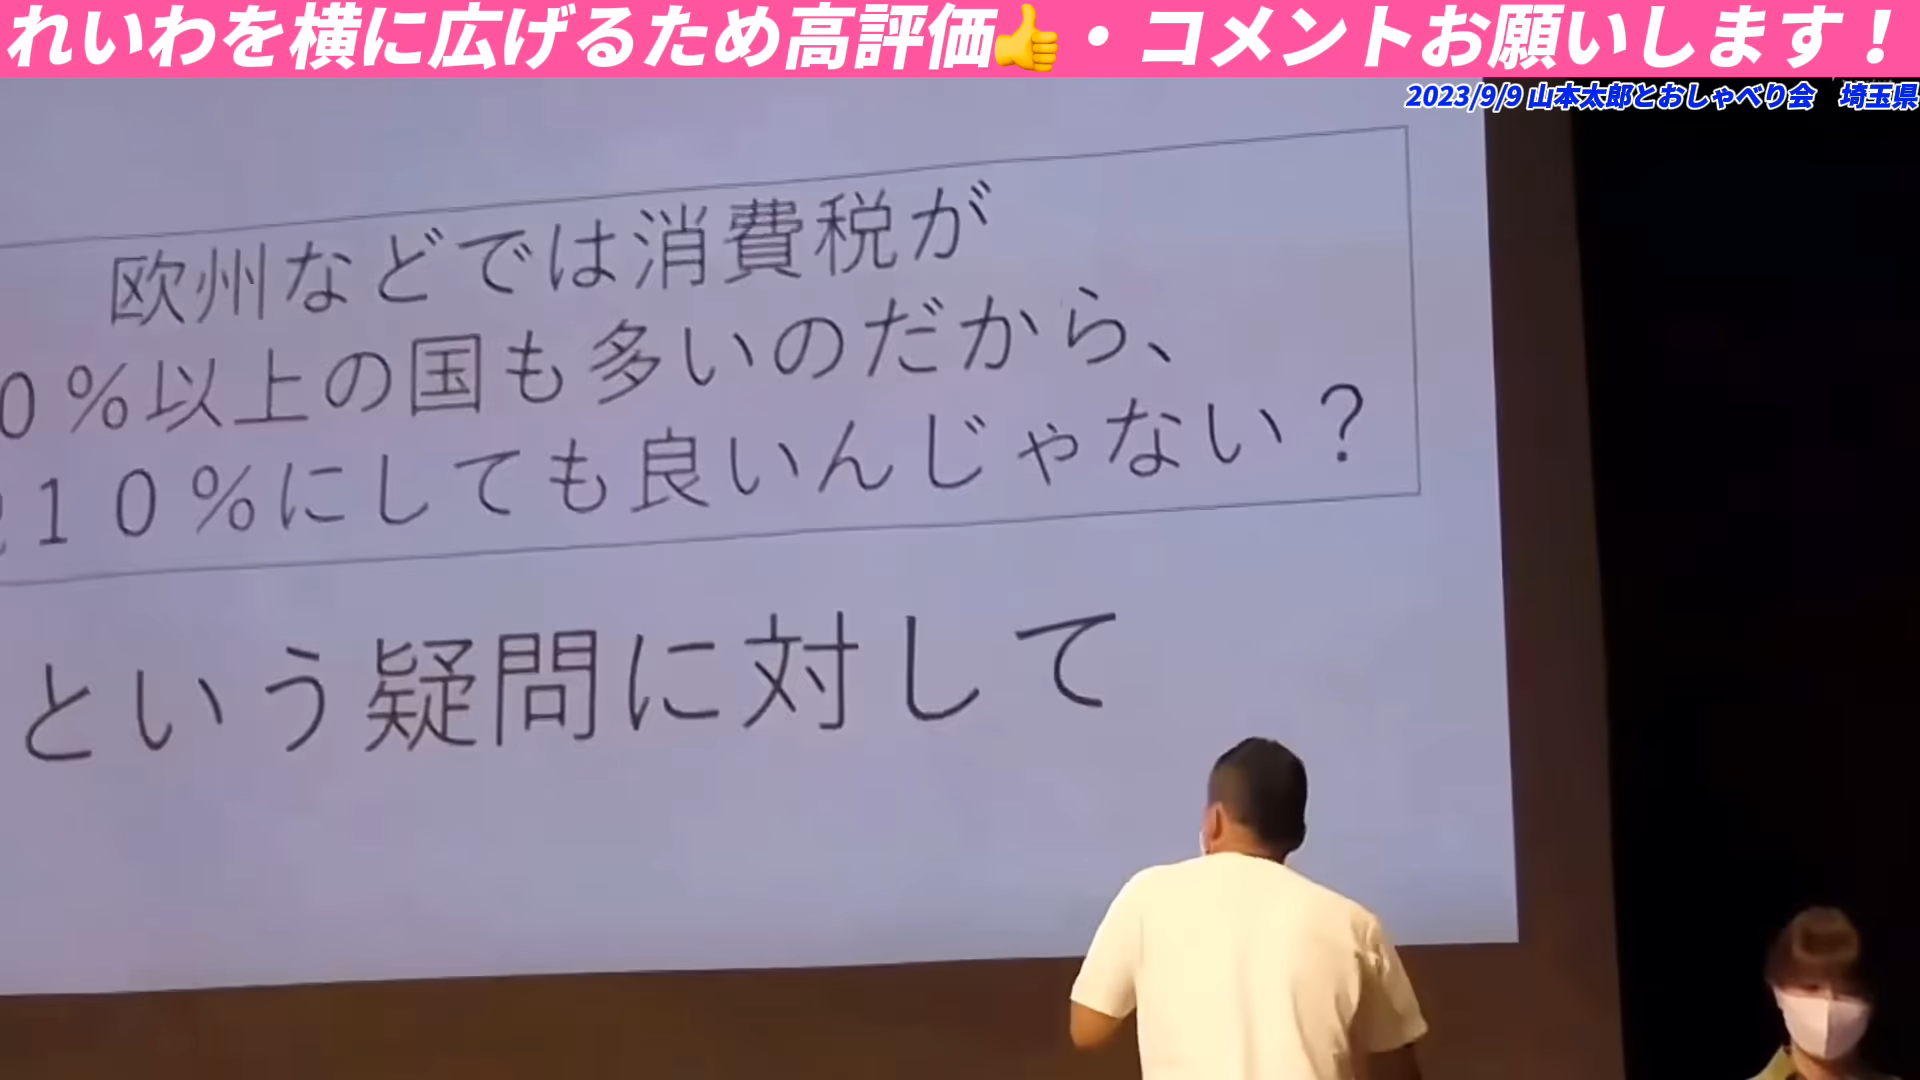 れいわを横に広げるため高評価👍・コメントお願いします！
2023/9/9 山本太郎とおしゃべり会　埼玉県
欧州などでは消費税が
0％以上の国も多いのだから、
１０％にしても良いんじゃない？
という疑問に対して